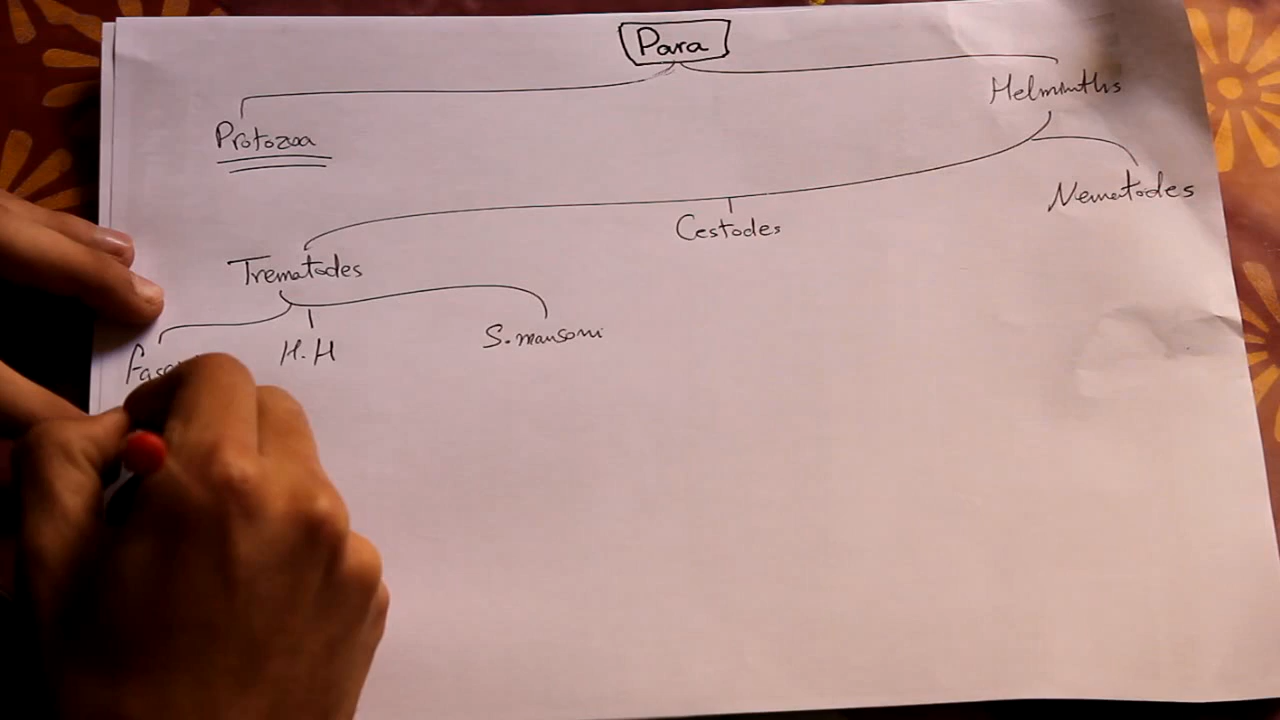 Para
Helminths
Protozoa
Nematodes
Cestodes
Trematodes
S.mansoni
H.H